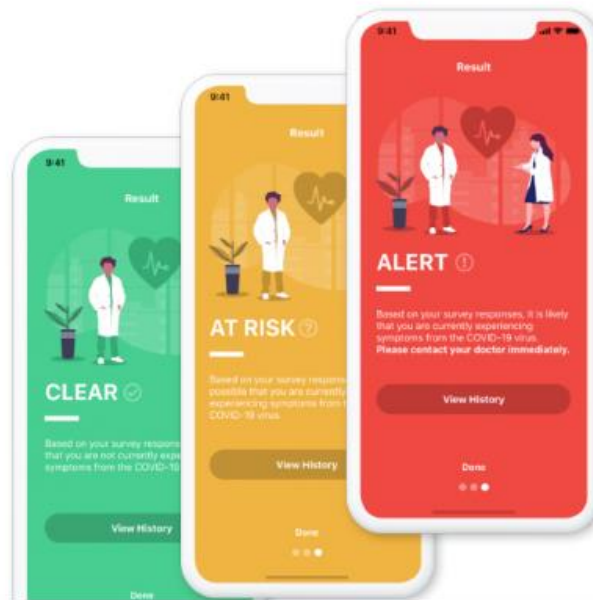 9:41
Result
CLEAR
Based on your survey respons
that you are not currently expe
symptoms from the COVID-19
View History
Done
9:41
Result
AT RISK
Based on your survey respons
possible that you are currently
experiencing symptoms from t
COVID-19 virus.
View History
Done
9:41
Result
ALERT
Based on your survey responses, it is likely
that you are currently experiencing
symptoms from the COVID-19 virus.
Please contact your doctor immediately.
View History
Done